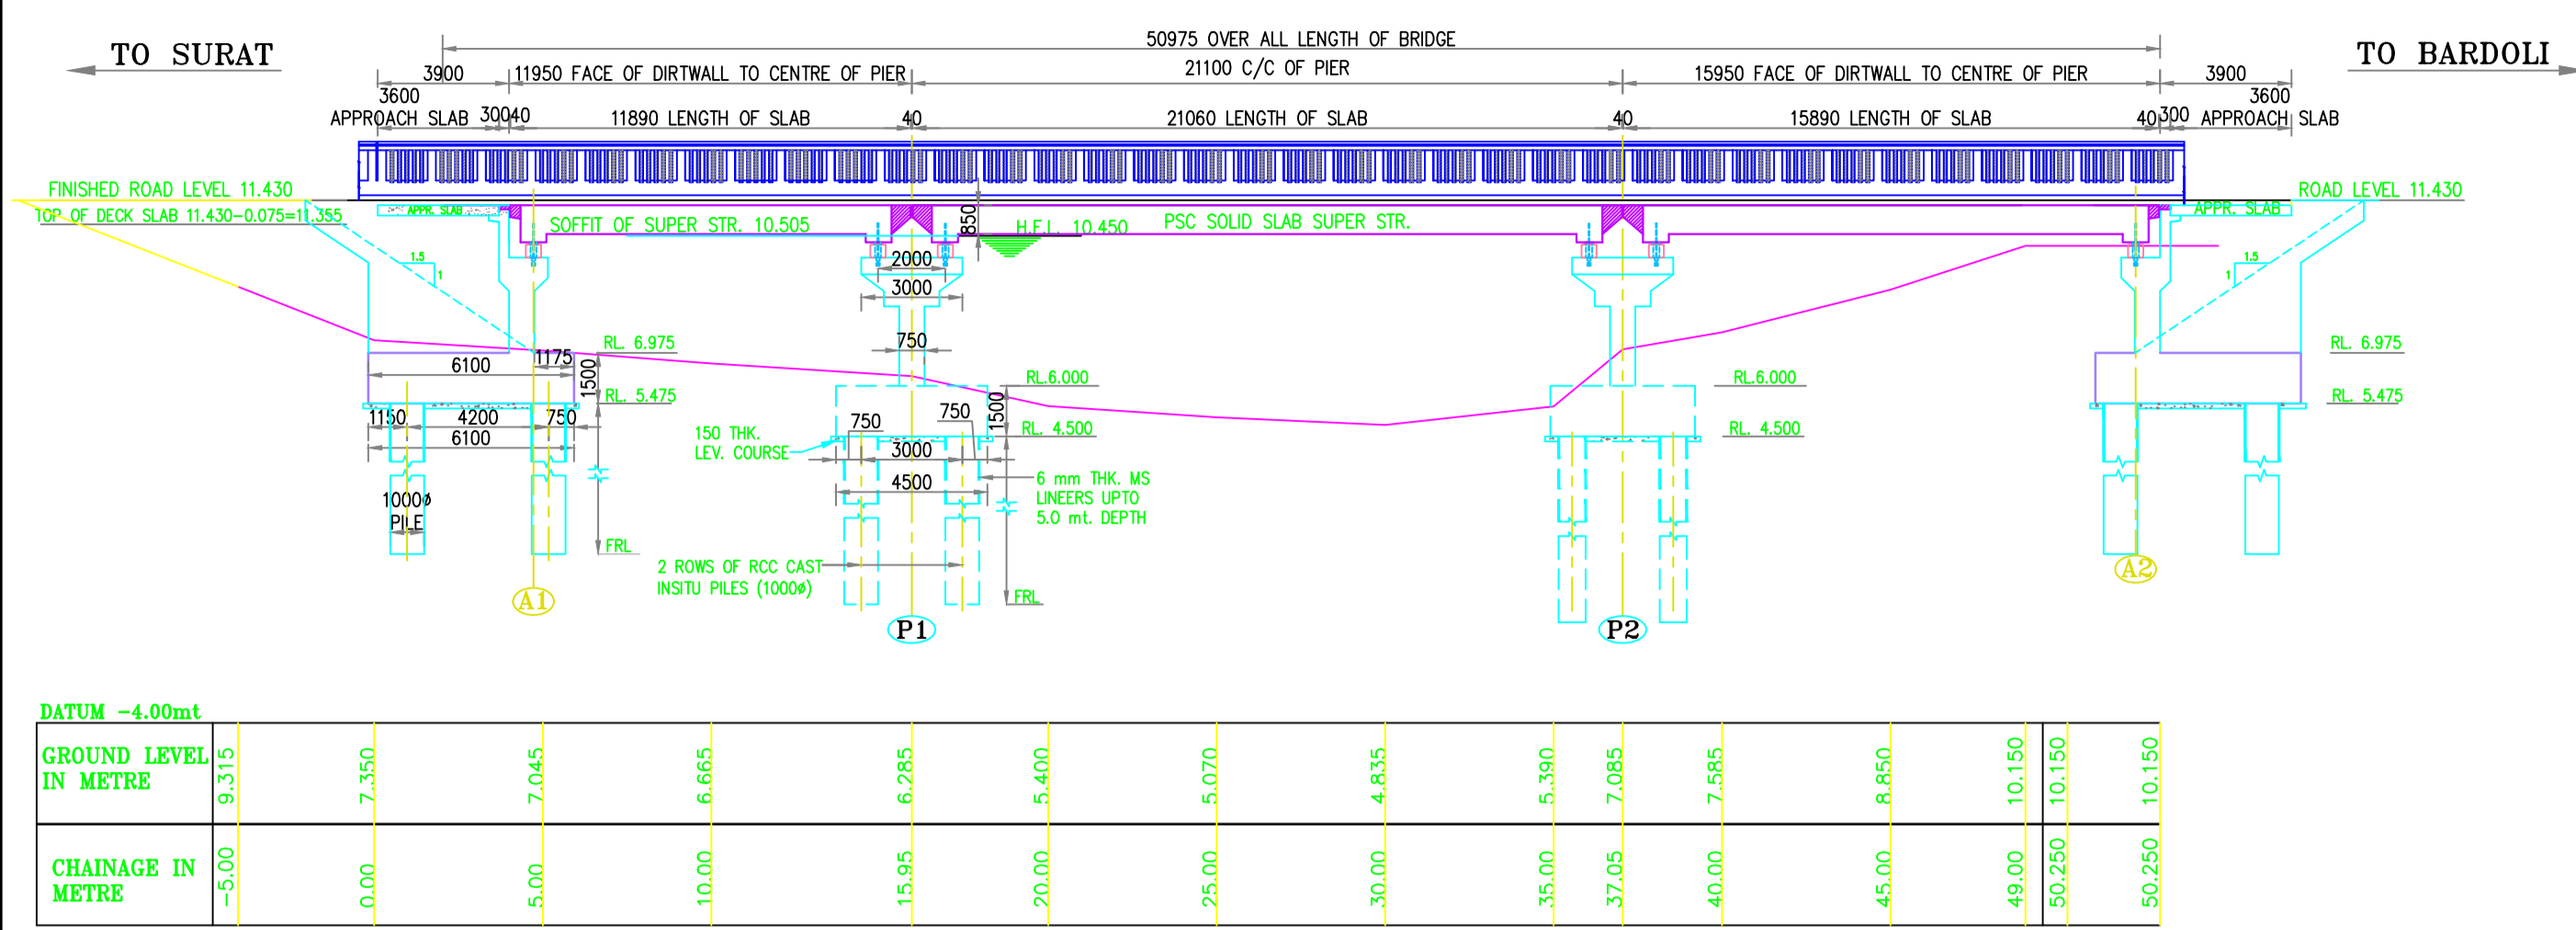 TO SURAT
50975 OVER ALL LENGTH OF BRIDGE
TO BARDOLI
3900
11950 FACE OF DIRTWALL TO CENTRE OF PIER
21100 C/C OF PIER
15950 FACE OF DIRTWALL TO CENTRE OF PIER
3900
3600
APPROACH SLAB
300
40
11890 LENGTH OF SLAB
40
21060 LENGTH OF SLAB
40
15890 LENGTH OF SLAB
40
300
3600
APPROACH SLAB
FINISHED ROAD LEVEL 11.430
ROAD LEVEL 11.430
TOP OF DECK SLAB 11.430-0.075=11.355
APPR. SLAB
SOFFIT OF SUPER STR. 10.505
850
H.F.L. 10.450
PSC SOLID SLAB SUPER STR.
APPR. SLAB
1.5
1
2000
3000
1.5
1
750
RL. 6.975
1175
6100
1500
RL. 5.475
1150
4200
750
6100
1000ø
PILE
FRL
A1
RL.6.000
1500
RL. 4.500
750
750
150 THK.
LEV. COURSE
3000
4500
6 mm THK. MS
LINEERS UPTO
5.0 mt. DEPTH
2 ROWS OF RCC CAST
INSITU PILES (1000ø)
FRL
P1
RL.6.000
RL. 4.500
P2
RL. 6.975
RL. 5.475
A2
DATUM -4.00mt
GROUND LEVEL
IN METRE
9.315
7.350
7.045
6.665
6.285
5.400
5.070
4.835
5.390
7.085
7.585
8.850
10.150
10.150
10.150
CHAINAGE IN
METRE
-5.00
0.00
5.00
10.00
15.95
20.00
25.00
30.00
35.00
37.05
40.00
45.00
49.00
50.250
50.250